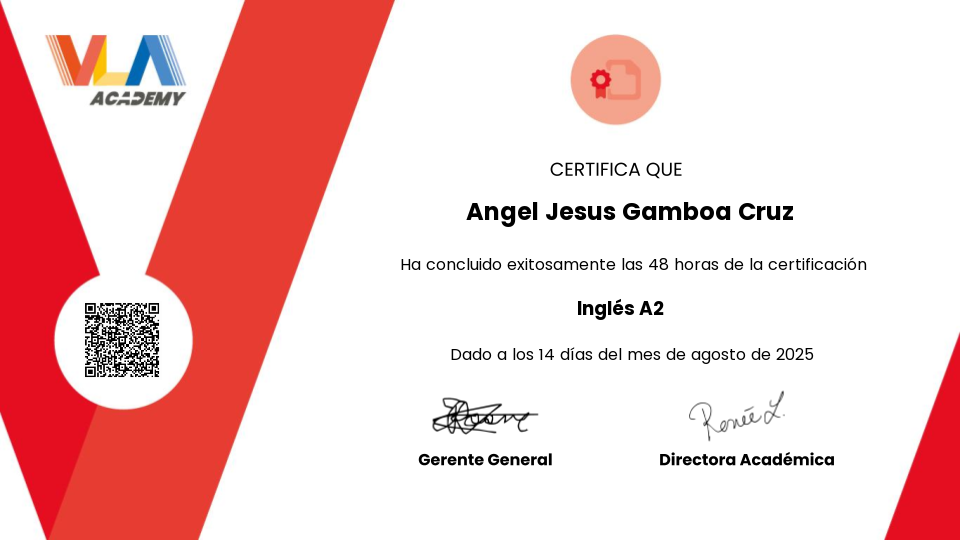 VLA
ACADEMY
CERTIFICA QUE
Angel Jesus Gamboa Cruz
Ha concluido exitosamente las 48 horas de la certificación
Inglés A2
Dado a los 14 días del mes de agosto de 2025
Renée L.
Gerente General
Directora Académica